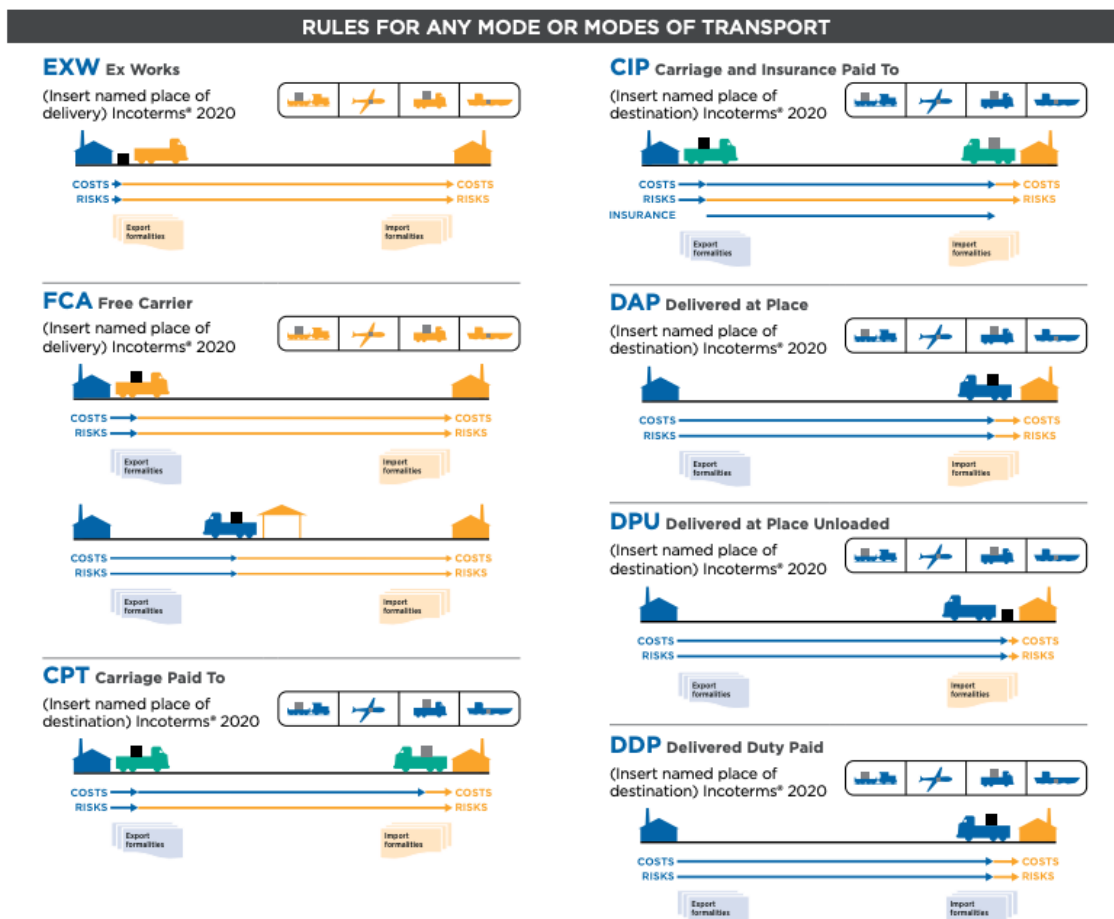 RULES FOR ANY MODE OR MODES OF TRANSPORT
EXW Ex Works
(Insert named place of
delivery) Incoterms® 2020
COSTS COSTS
RISKS RISKS
Export
formalities
Import
formalities
FCA Free Carrier
(Insert named place of
delivery) Incoterms® 2020
COSTS COSTS
RISKS RISKS
Export
formalities
Import
formalities
COSTS COSTS
RISKS RISKS
Export
formalities
Import
formalities
CPT Carriage Paid To
(Insert named place of
destination) Incoterms® 2020
COSTS COSTS
RISKS RISKS
Export
formalities
Import
formalities
CIP Carriage and Insurance Paid To
(Insert named place of
destination) Incoterms® 2020
COSTS COSTS
RISKS RISKS
INSURANCE
Export
formalities
Import
formalities
DAP Delivered at Place
(Insert named place of
destination) Incoterms® 2020
COSTS COSTS
RISKS RISKS
Export
formalities
Import
formalities
DPU Delivered at Place Unloaded
(Insert named place of
destination) Incoterms® 2020
COSTS COSTS
RISKS RISKS
Export
formalities
Import
formalities
DDP Delivered Duty Paid
(Insert named place of
destination) Incoterms® 2020
COSTS COSTS
RISKS RISKS
Export
formalities
Import
formalities